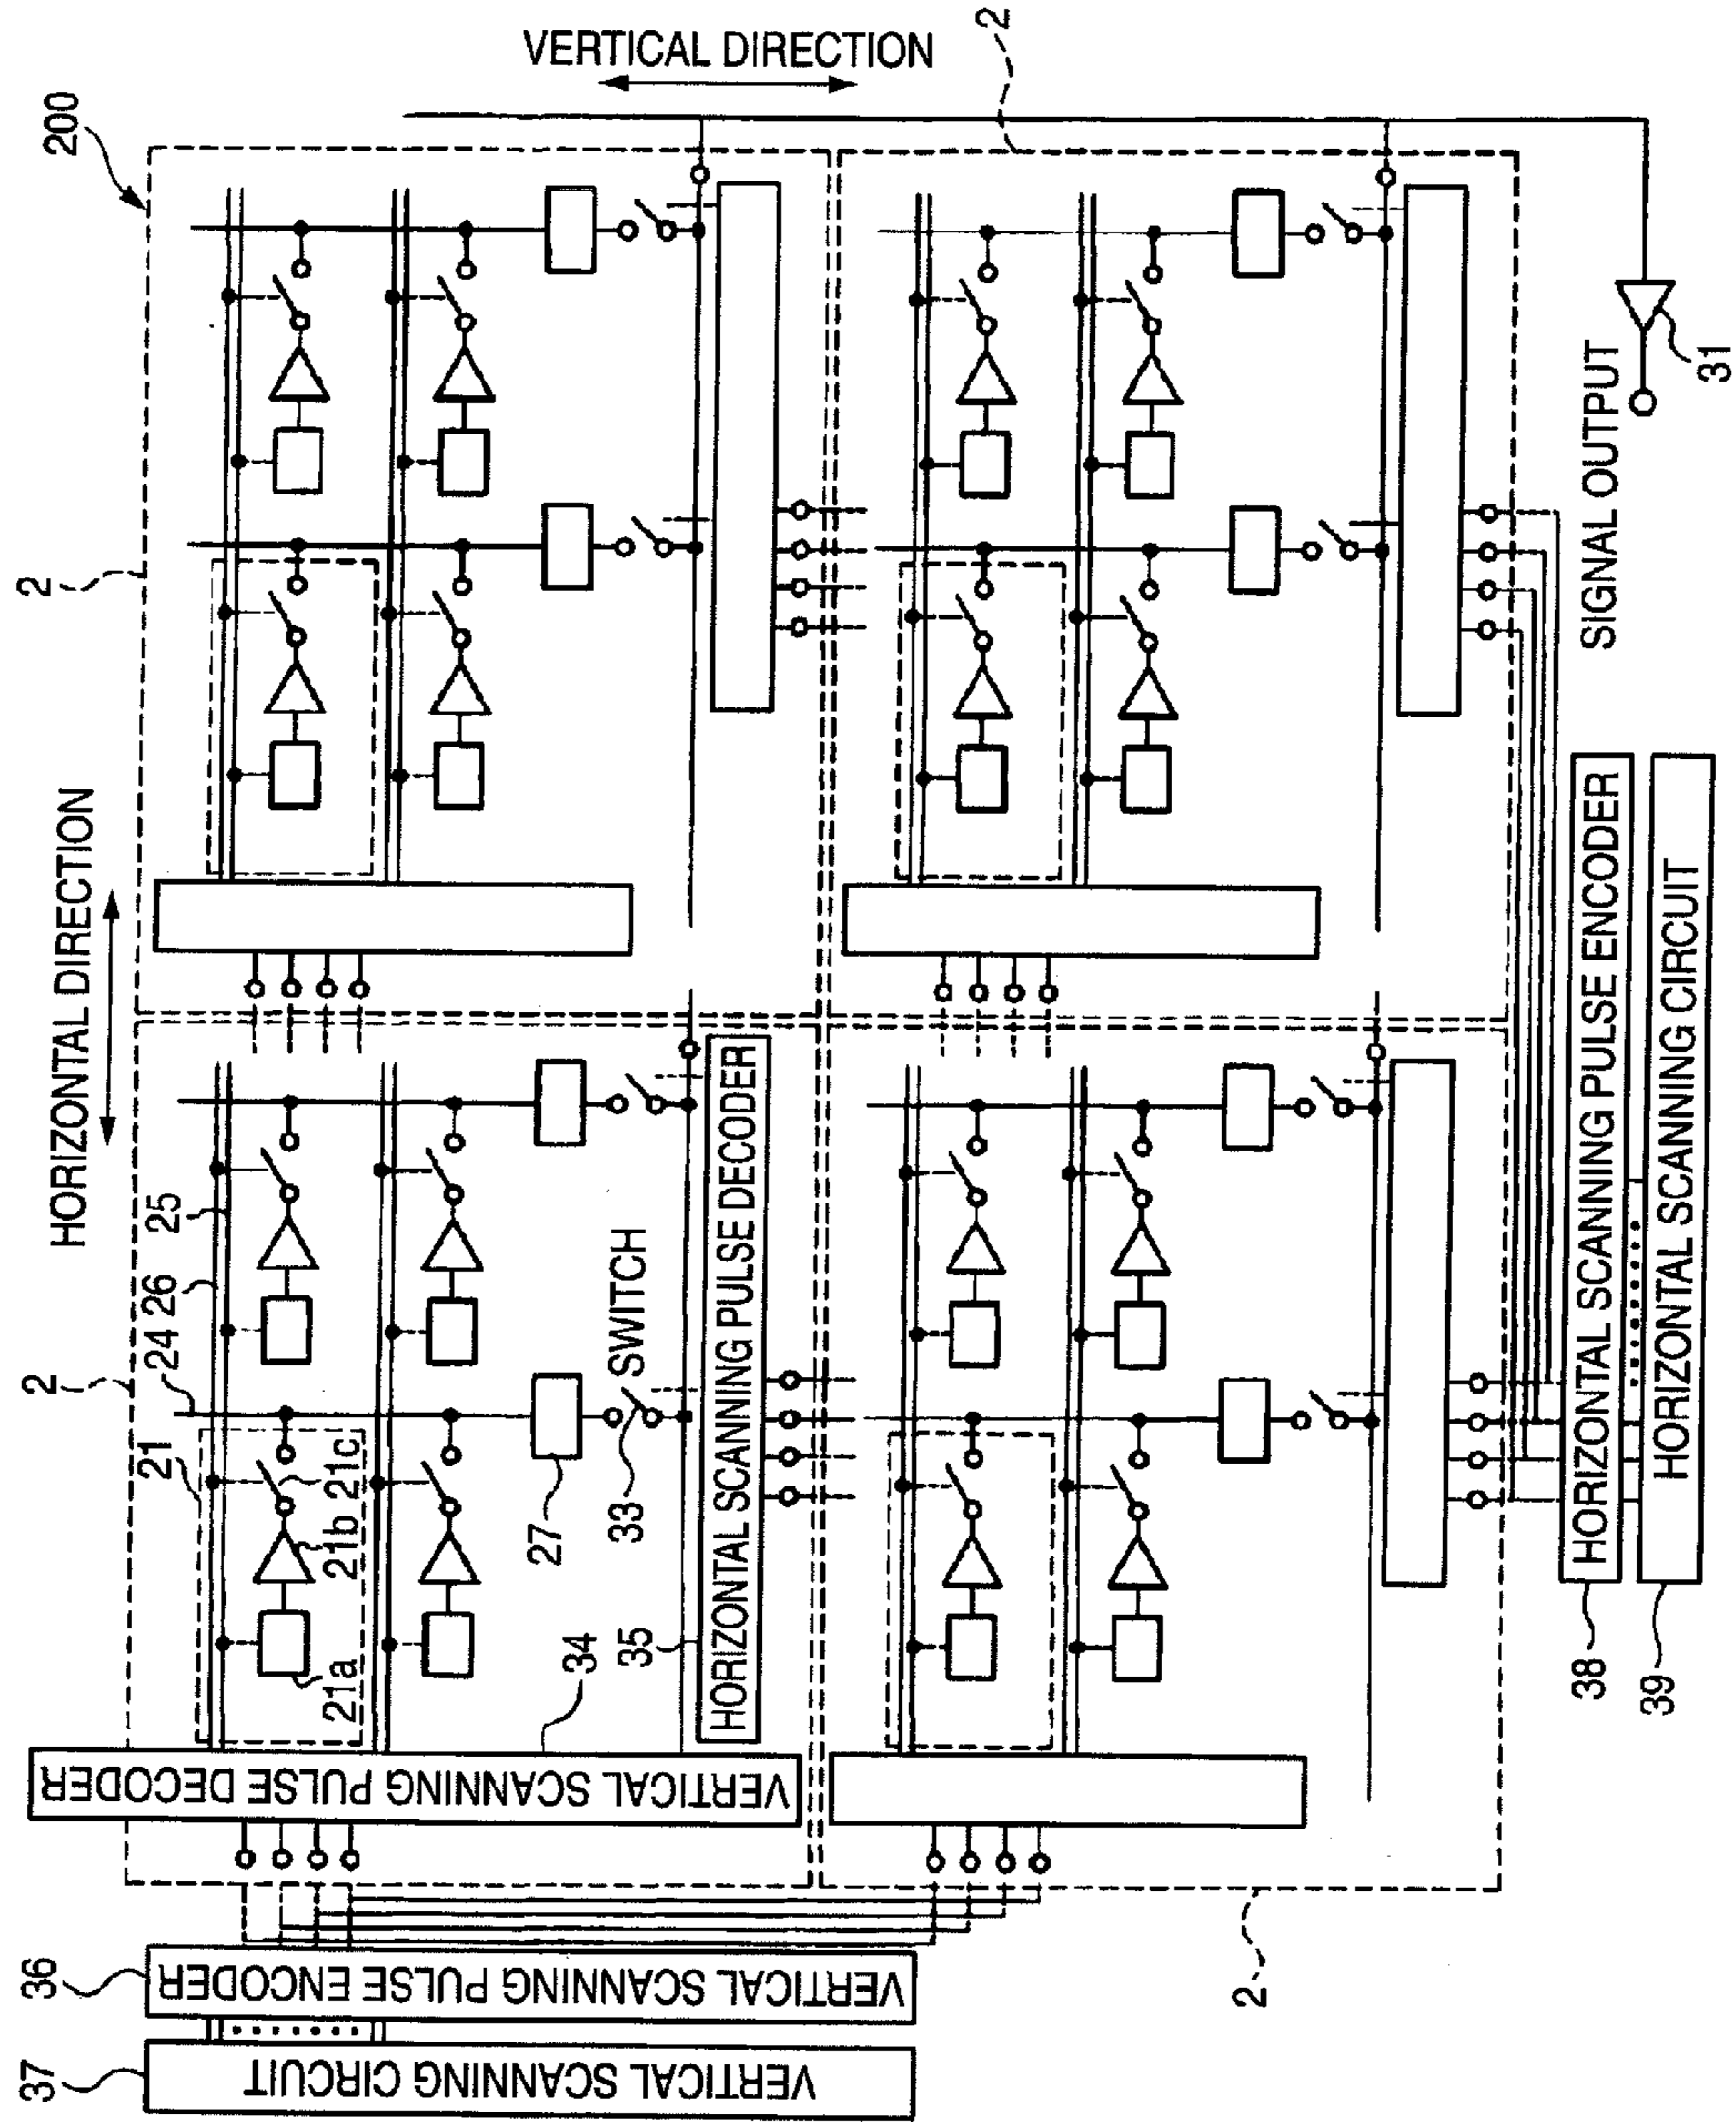 200
HORIZONTAL DIRECTION
VERTICAL DIRECTION
2
2
2
2
21
24
26
25
21a
21b
21c
27
33
SWITCH
34
35
HORIZONTAL SCANNING PULSE DECODER
VERTICAL SCANNING PULSE DECODER
36
VERTICAL SCANNING PULSE ENCODER
37
VERTICAL SCANNING CIRCUIT
38
HORIZONTAL SCANNING PULSE ENCODER
39
HORIZONTAL SCANNING CIRCUIT
SIGNAL OUTPUT
31